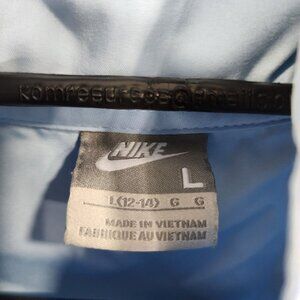 NIKE
L
L(12-14) G G
MADE IN VIETNAM
FABRIQUE AU VIETNAM